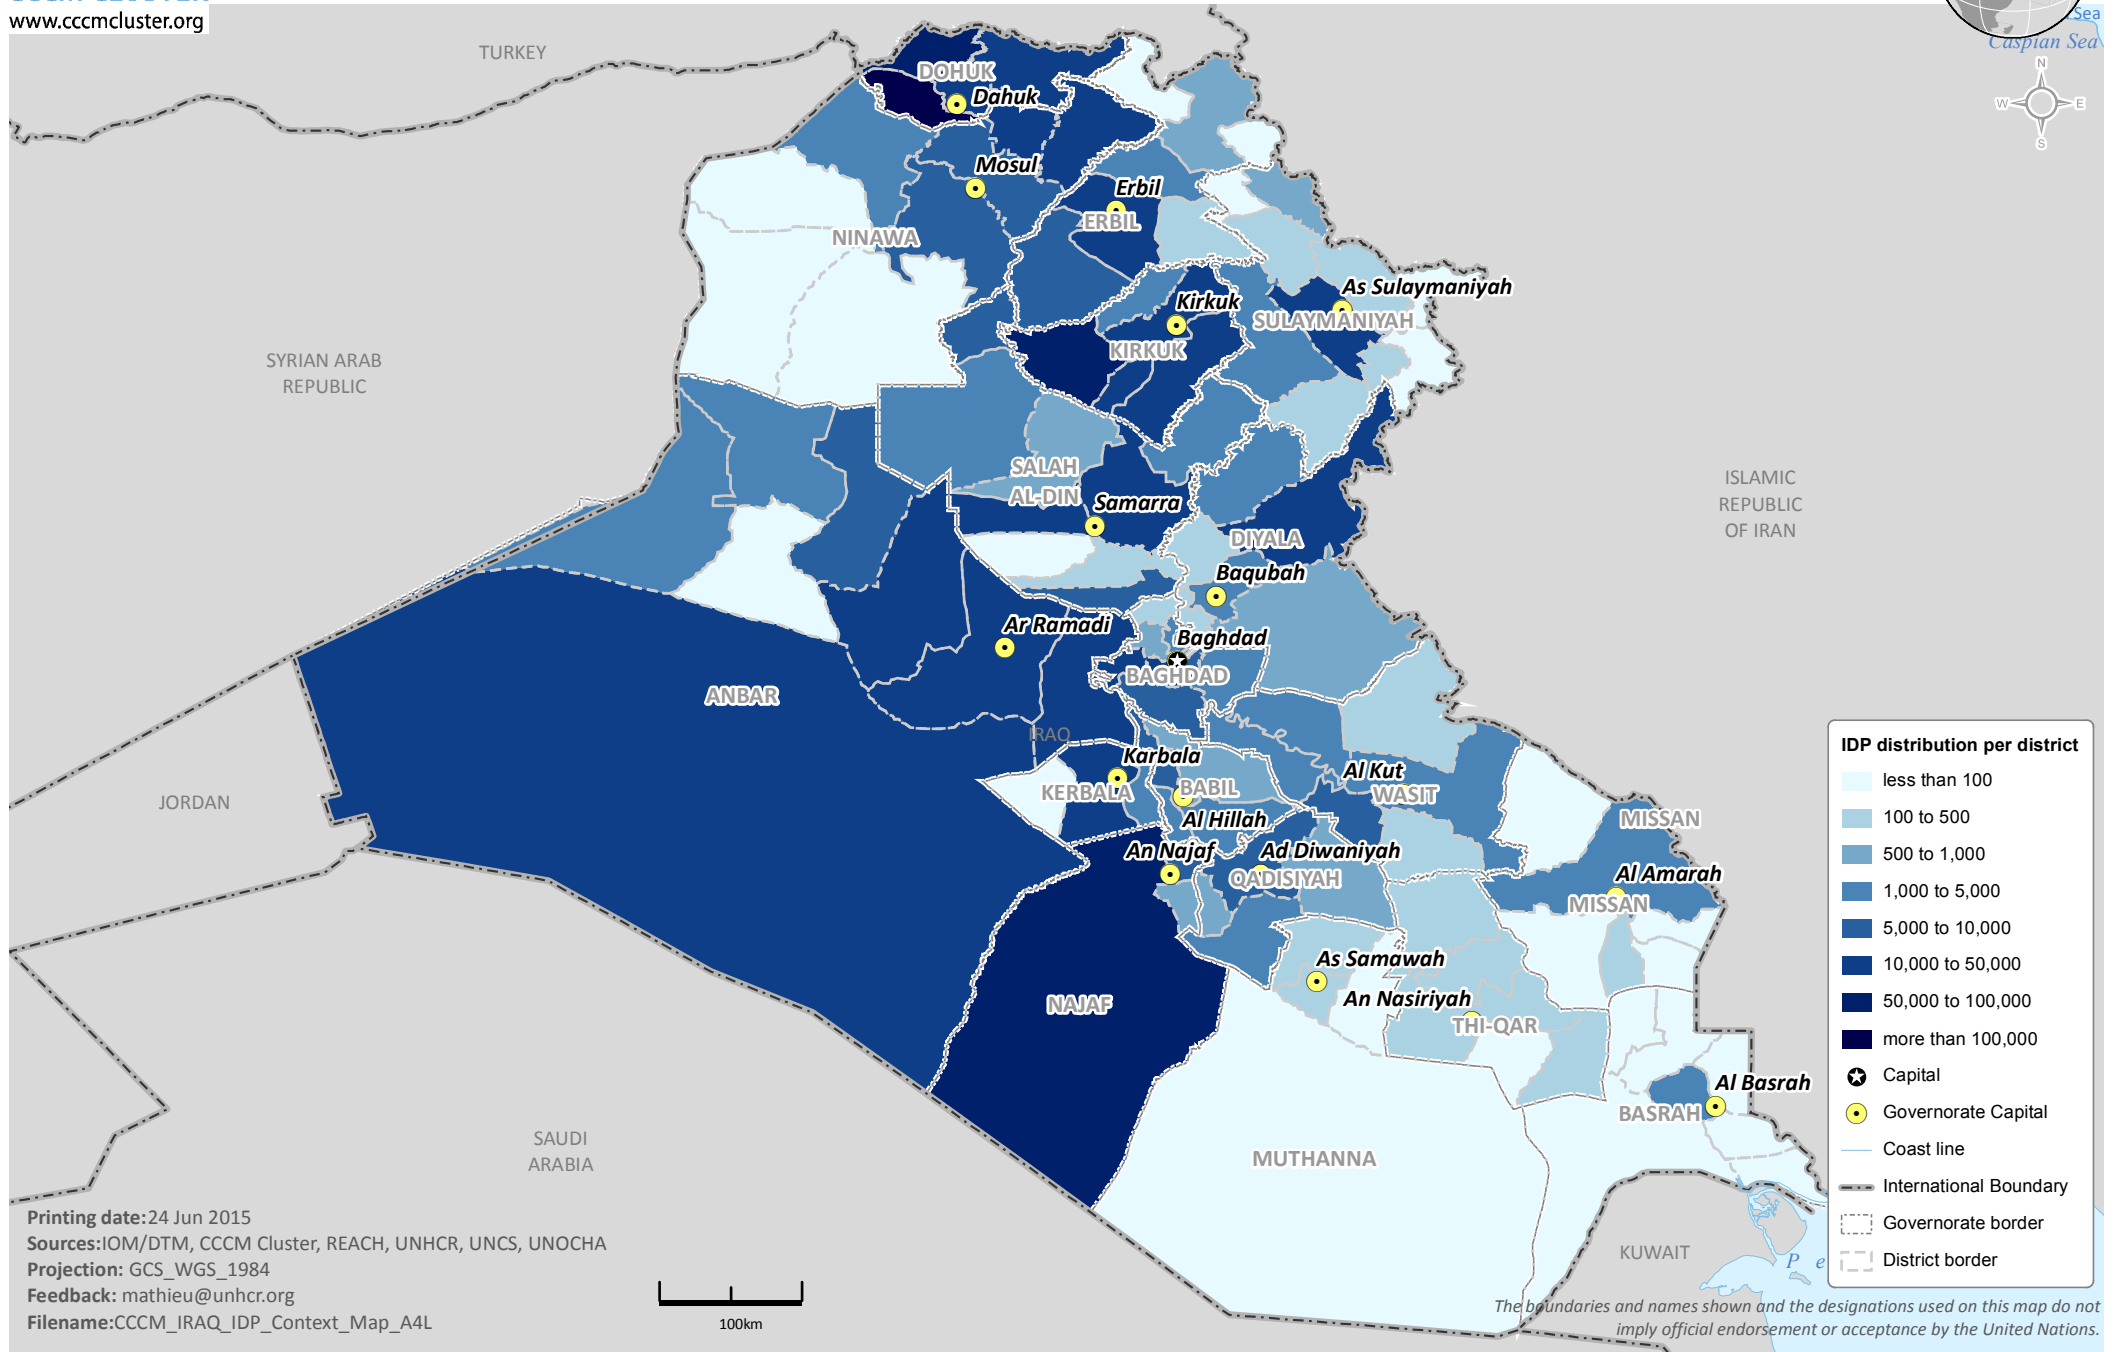 www.cccmcluster.org
Sea
Caspian Sea
N
W
E
S
TURKEY
DOHUK
Dahuk
Mosul
Erbil
ERBIL
NINAWA
As Sulaymaniyah
Kirkuk
SULAYMANIYAH
KIRKUK
SYRIAN ARAB
REPUBLIC
SALAH
AL-DIN
Samarra
ISLAMIC
REPUBLIC
OF IRAN
DIYALA
Baqubah
Ar Ramadi
Baghdad
BAGHDAD
ANBAR
IRAQ
Karbala
KERBALA
BABIL
Al Hillah
Al Kut
WASIT
JORDAN
MISSAN
An Najaf
Ad Diwaniyah
QADISIYAH
Al Amarah
MISSAN
As Samawah
An Nasiriyah
THI-QAR
NAJAF
Al Basrah
BASRAH
MUTHANNA
SAUDI
ARABIA
KUWAIT
P e
IDP distribution per district
less than 100
100 to 500
500 to 1,000
1,000 to 5,000
5,000 to 10,000
10,000 to 50,000
50,000 to 100,000
more than 100,000
Capital
Governorate Capital
Coast line
International Boundary
Governorate border
District border
Printing date:24 Jun 2015
Sources:IOM/DTM, CCCM Cluster, REACH, UNHCR, UNCS, UNOCHA
Projection: GCS_WGS_1984
Feedback: mathieu@unhcr.org
Filename:CCCM_IRAQ_IDP_Context_Map_A4L
100km
The boundaries and names shown and the designations used on this map do not
imply official endorsement or acceptance by the United Nations.